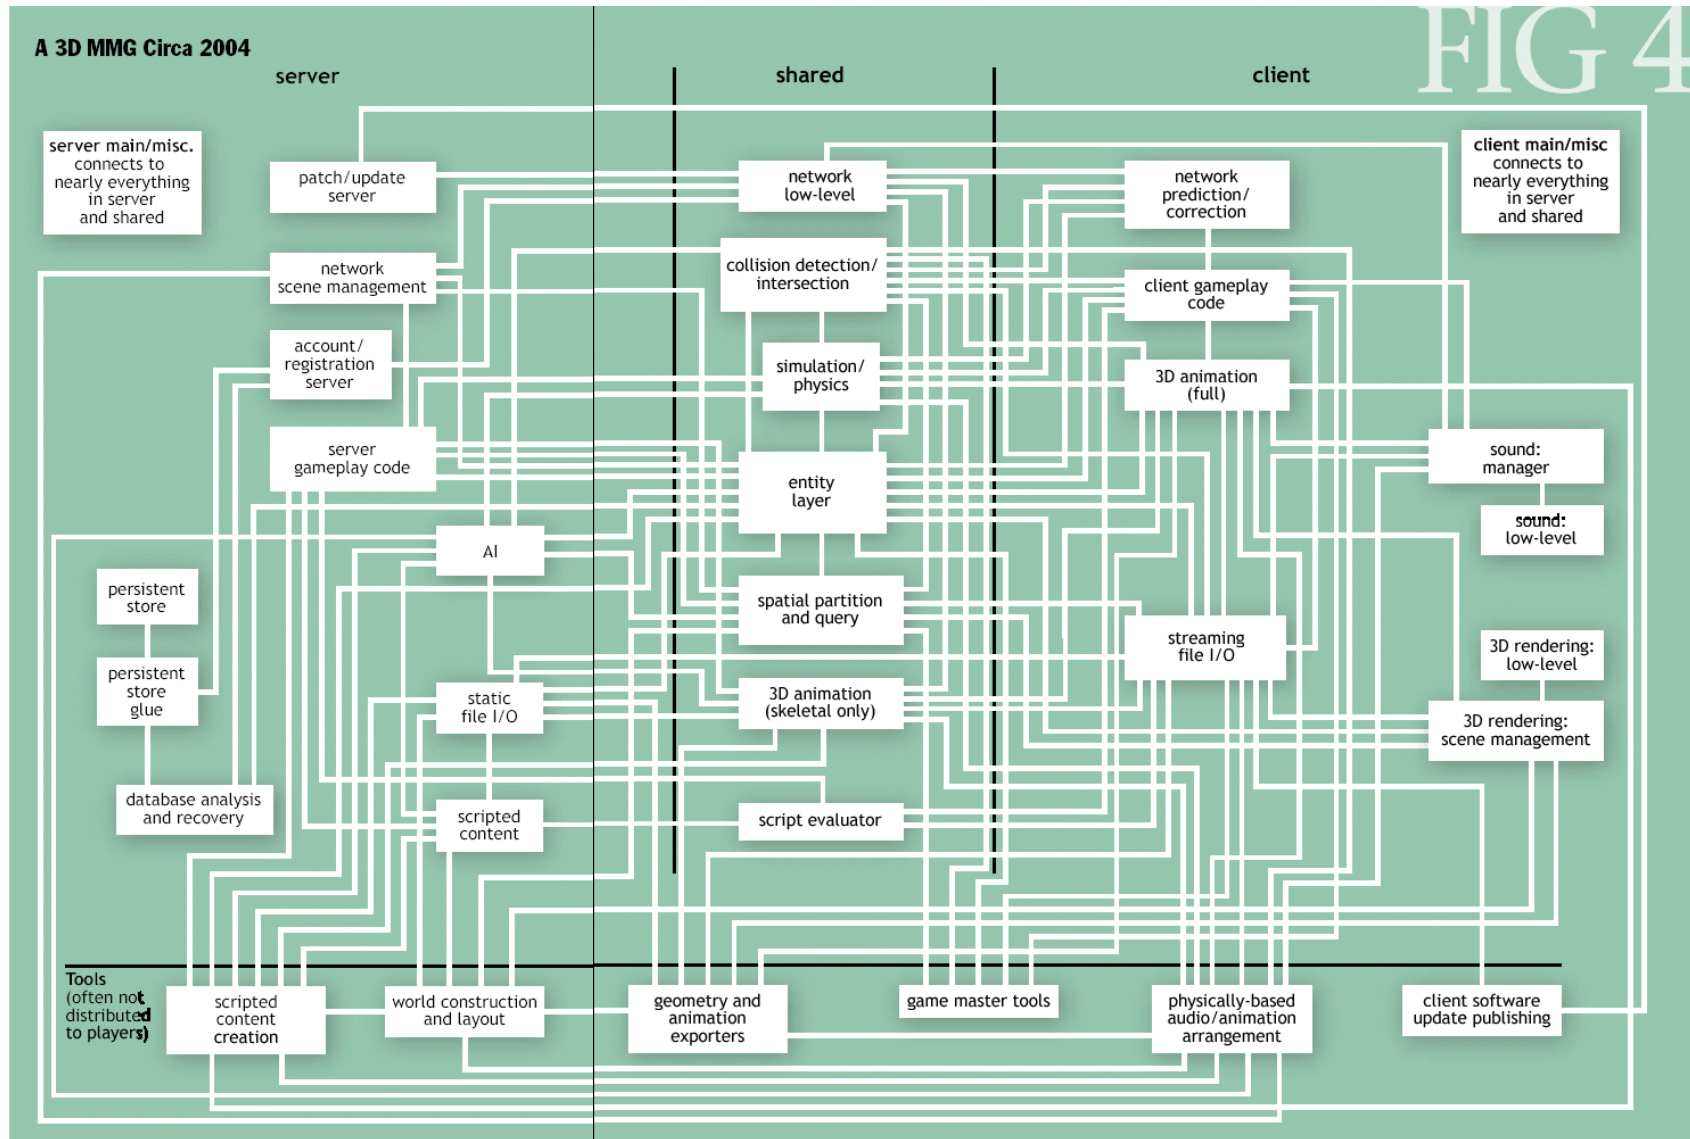 FIG 4
A 3D MMG Circa 2004
server
shared
client
server main/misc.
connects to
nearly everything
in server
and shared
patch/update
server
network
low-level
network
prediction/
correction
client main/misc
connects to
nearly everything
in server
and shared
network
scene management
collision detection/
intersection
client gameplay
code
account/
registration
server
simulation/
physics
3D animation
(full)
server
gameplay code
entity
layer
sound:
manager
sound:
low-level
AI
persistent
store
spatial partition
and query
streaming
file I/O
3D rendering:
low-level
persistent
store
glue
static
file I/O
3D animation
(skeletal only)
3D rendering:
scene management
database analysis
and recovery
scripted
content
script evaluator
Tools
(often not
distributed
to players)
scripted
content
creation
world construction
and layout
geometry and
animation
exporters
game master tools
physically-based
audio/animation
arrangement
client software
update publishing